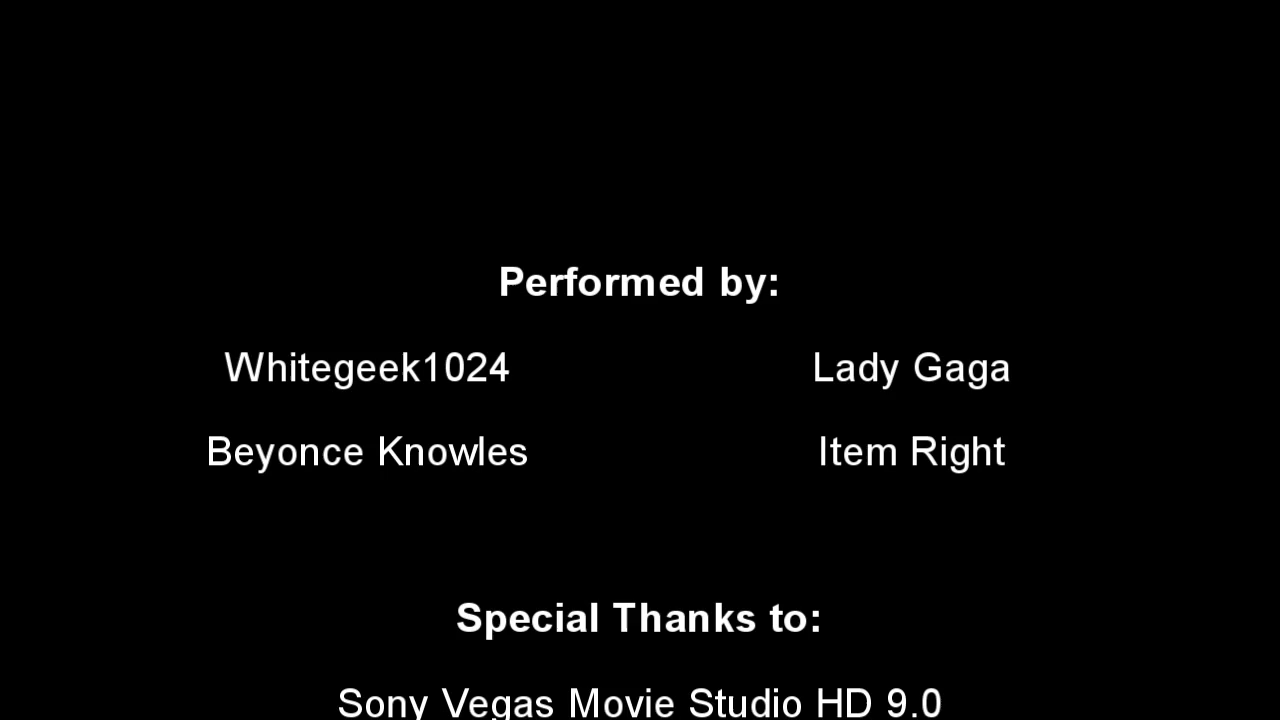 Performed by:
Whitegeek1024 Lady Gaga
Beyonce Knowles Item Right
Special Thanks to:
Sony Vegas Movie Studio HD 9.0